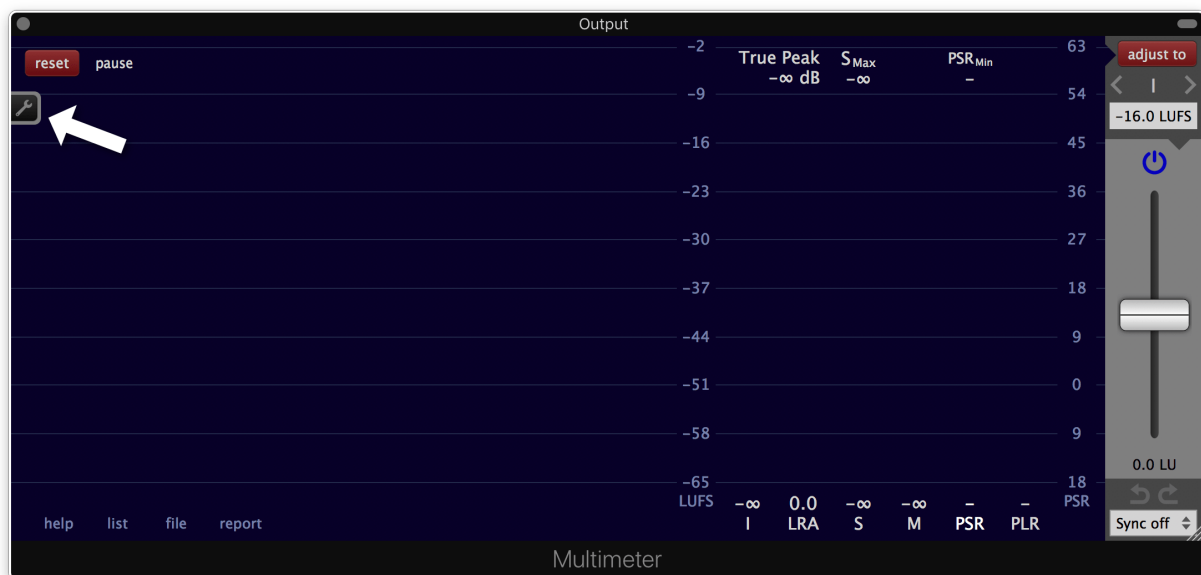 Output
reset pause
True Peak SMax PSRMin
−∞ dB −∞ –
−2 63
−9 54
−16 45
−23 36
−30 27
−37 18
−44 9
−51 0
−58 9
−65 18
LUFS −∞ 0.0 −∞ −∞ – – PSR
I LRA S M PSR PLR
help list file report
adjust to
I
−16.0 LUFS
0.0 LU
Sync off
Multimeter